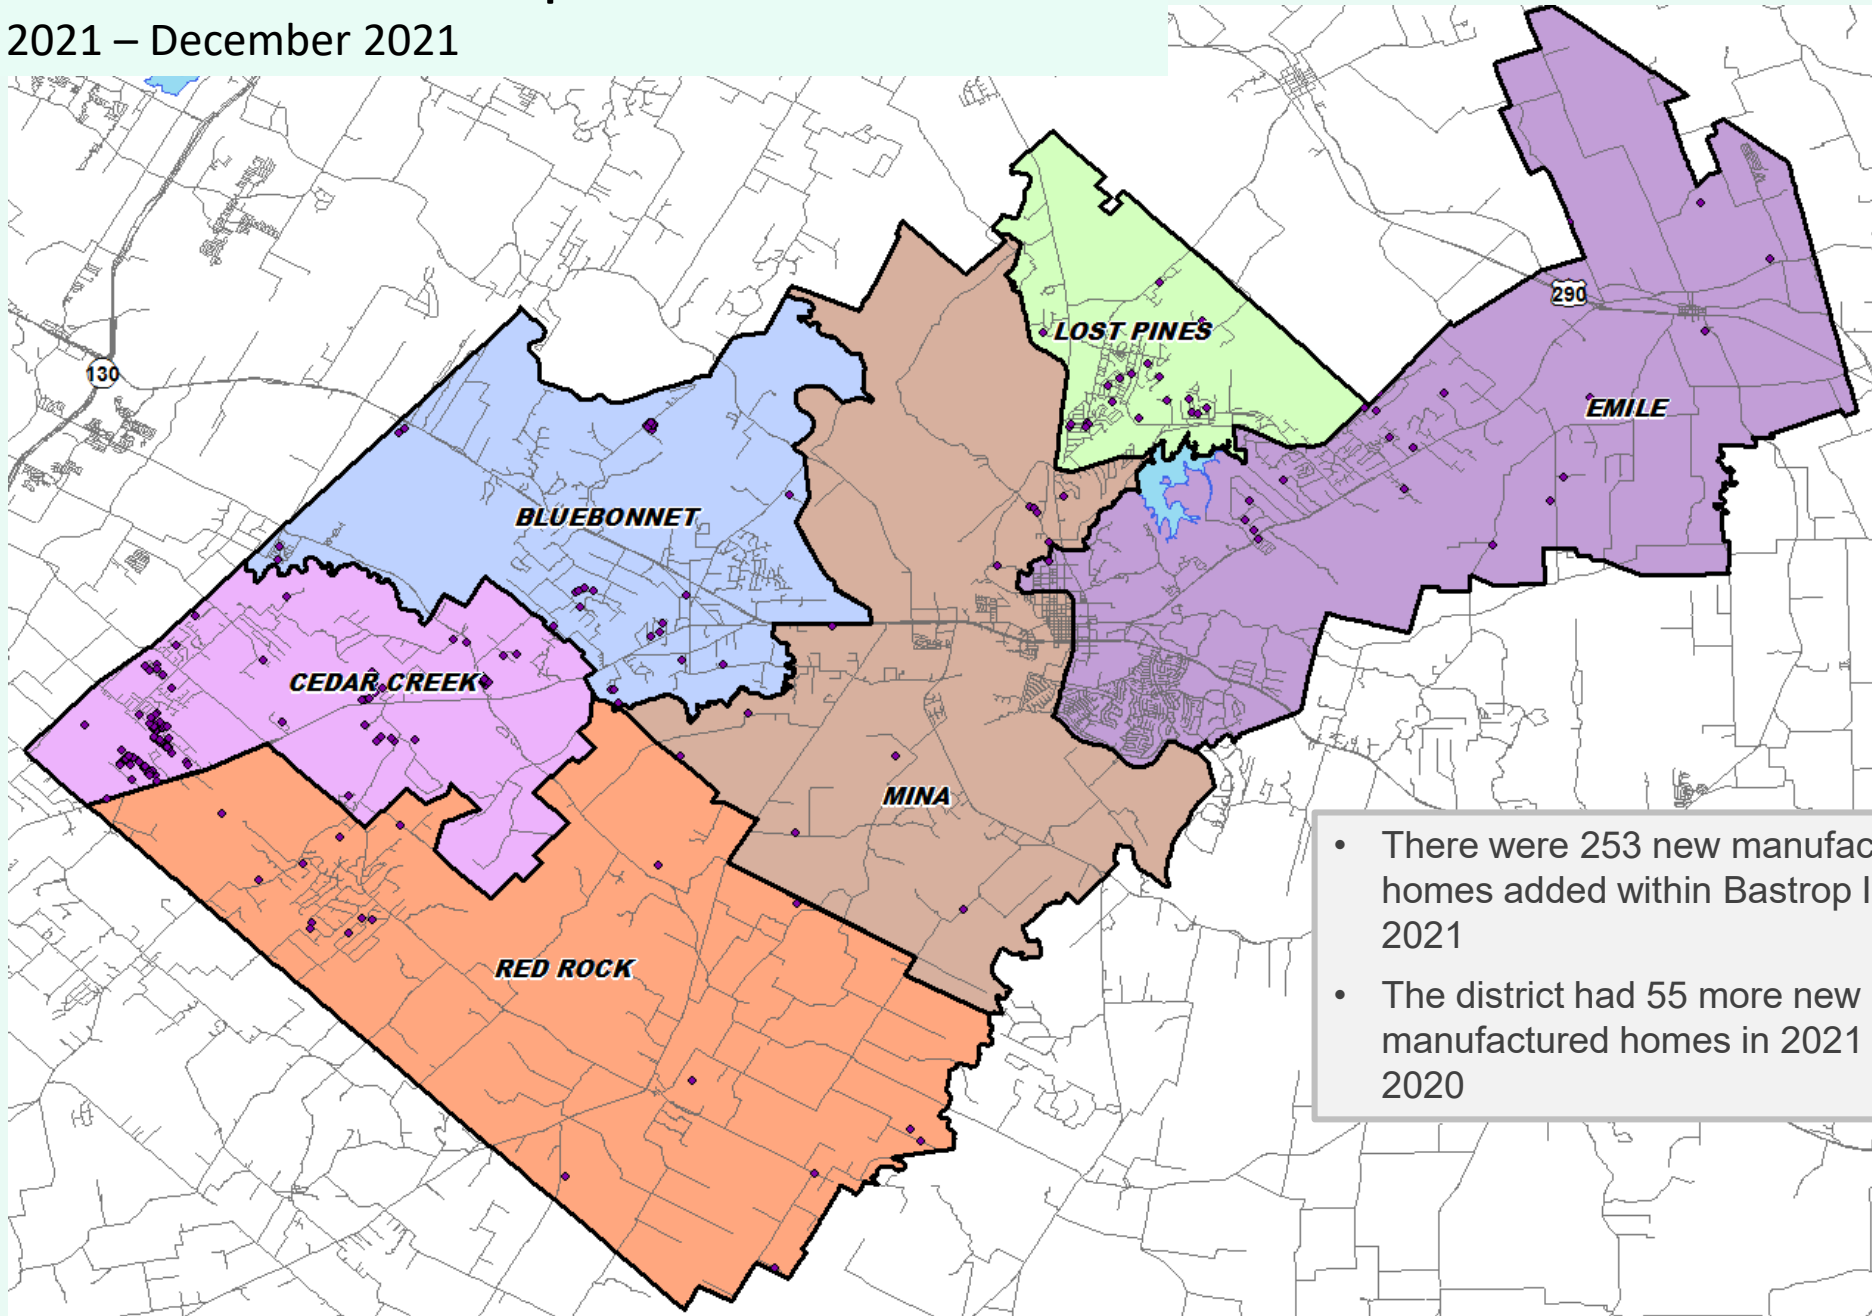 2021 – December 2021
290
LOST PINES
130
EMILE
BLUEBONNET
CEDAR CREEK
MINA
• There were 253 new manufac
homes added within Bastrop I
2021
RED ROCK
• The district had 55 more new
manufactured homes in 2021
2020